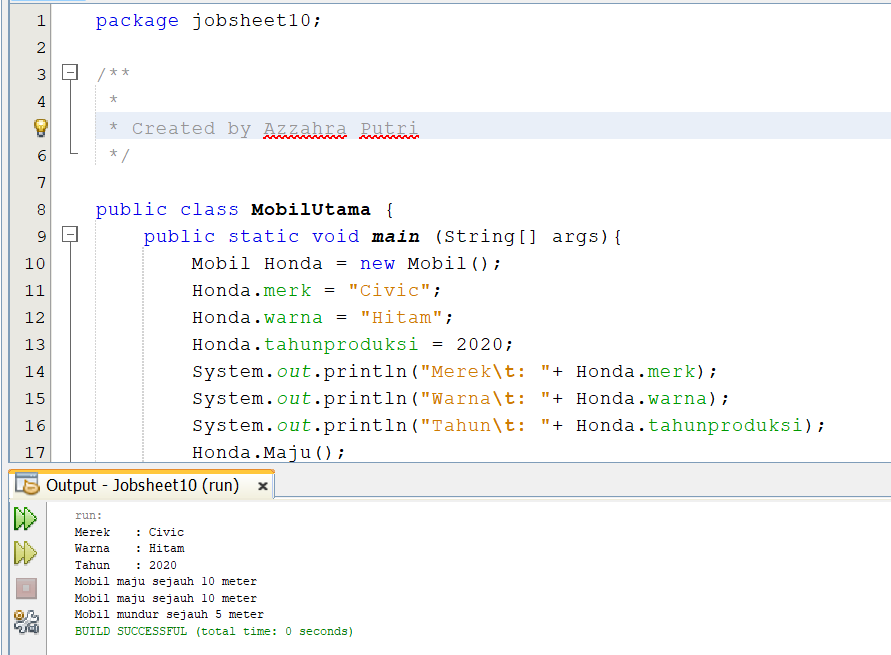 1 package jobsheet10;
2
3 /**
4 *
* Created by Azzahra Putri
6 */
7
8 public class MobilUtama {
9 public static void main (String[] args){
10 Mobil Honda = new Mobil();
11 Honda.merk = "Civic";
12 Honda.warna = "Hitam";
13 Honda.tahunproduksi = 2020;
14 System.out.println("Merek\t: "+ Honda.merk);
15 System.out.println("Warna\t: "+ Honda.warna);
16 System.out.println("Tahun\t: "+ Honda.tahunproduksi);
17 Honda.Maju();
Output - Jobsheet10 (run) ×
run:
Merek : Civic
Warna : Hitam
Tahun : 2020
Mobil maju sejauh 10 meter
Mobil maju sejauh 10 meter
Mobil mundur sejauh 5 meter
BUILD SUCCESSFUL (total time: 0 seconds)